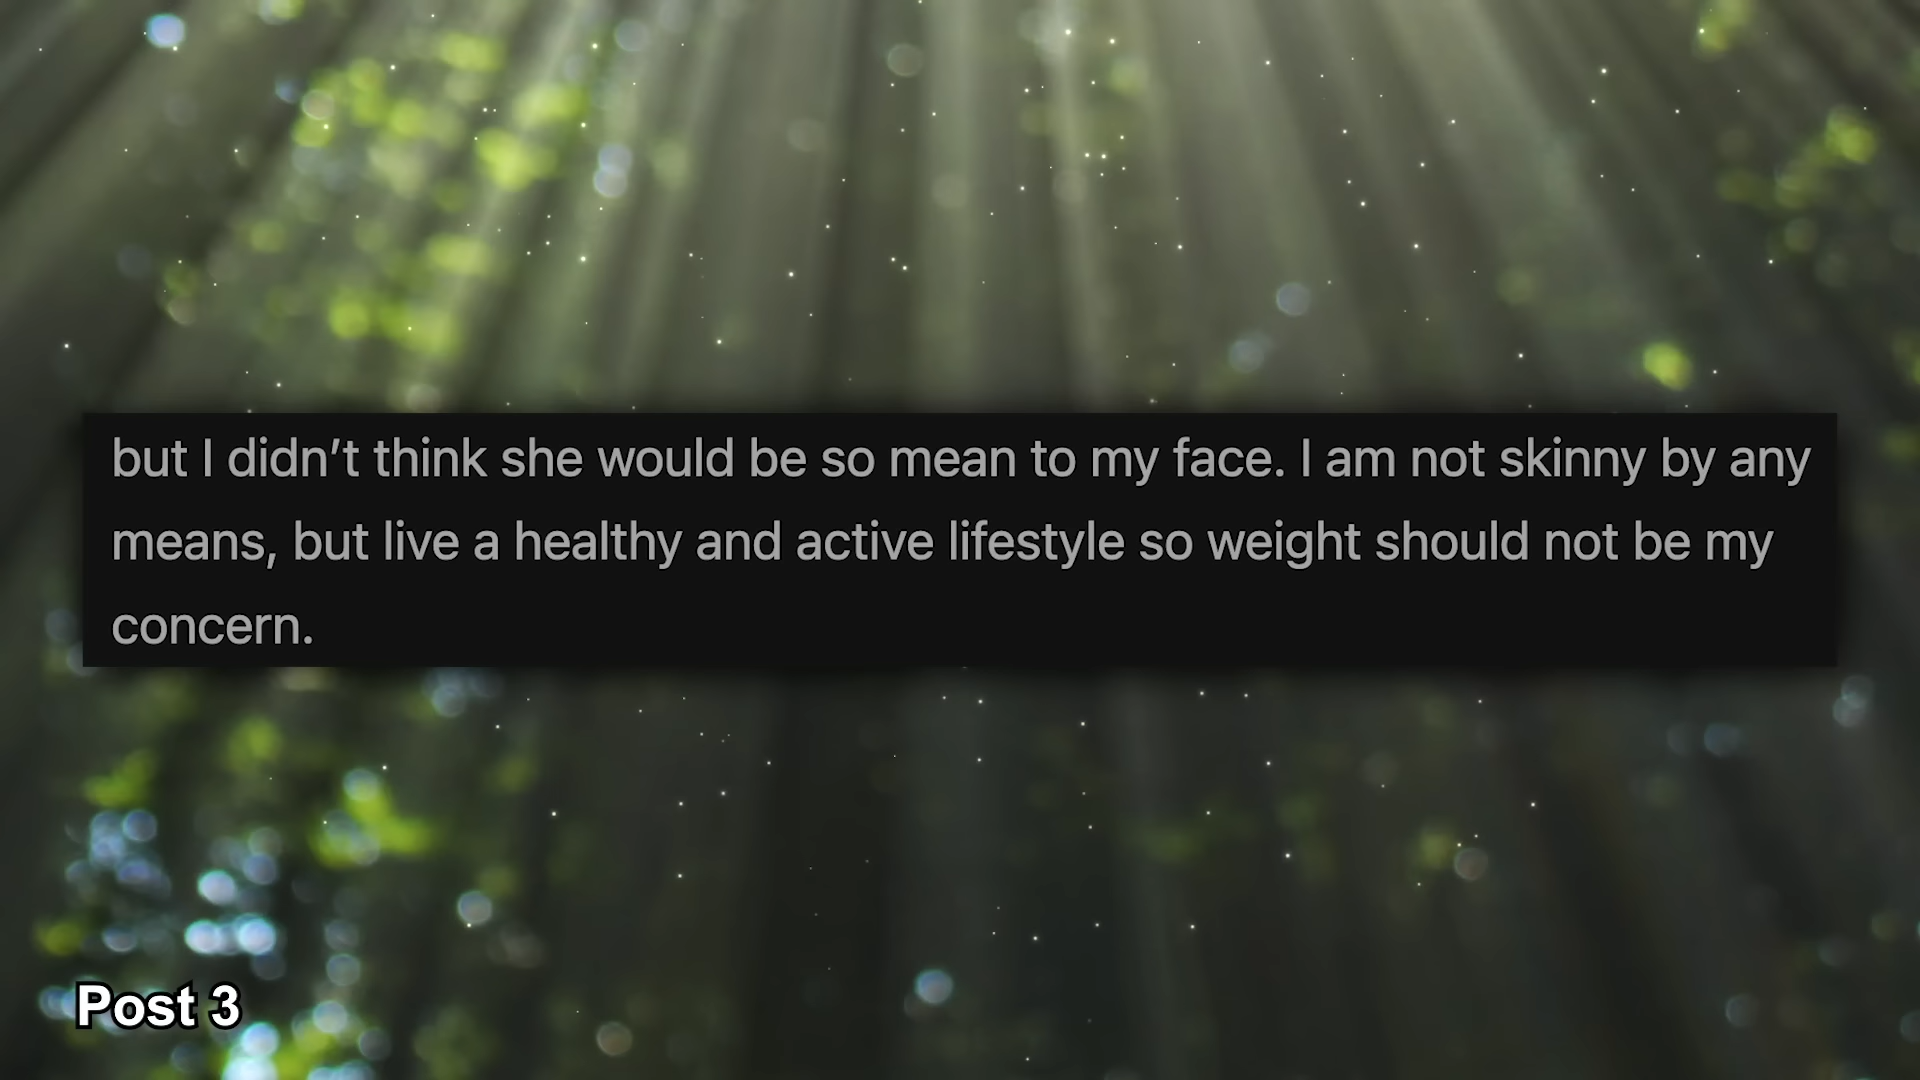 but I didn’t think she would be so mean to my face. I am not skinny by any
means, but live a healthy and active lifestyle so weight should not be my
concern.
Post 3